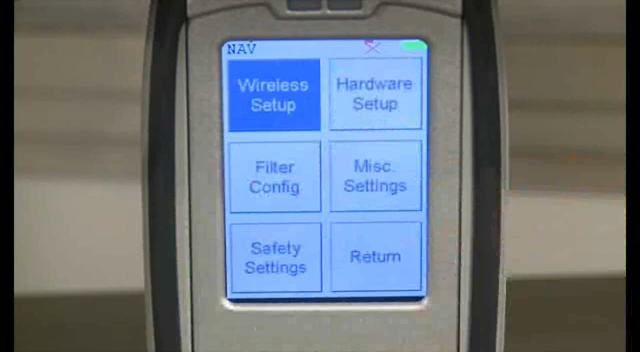 NAV
Wireless
Setup
Hardware
Setup
Filter
Config
Misc.
Settings
Safety
Settings
Return